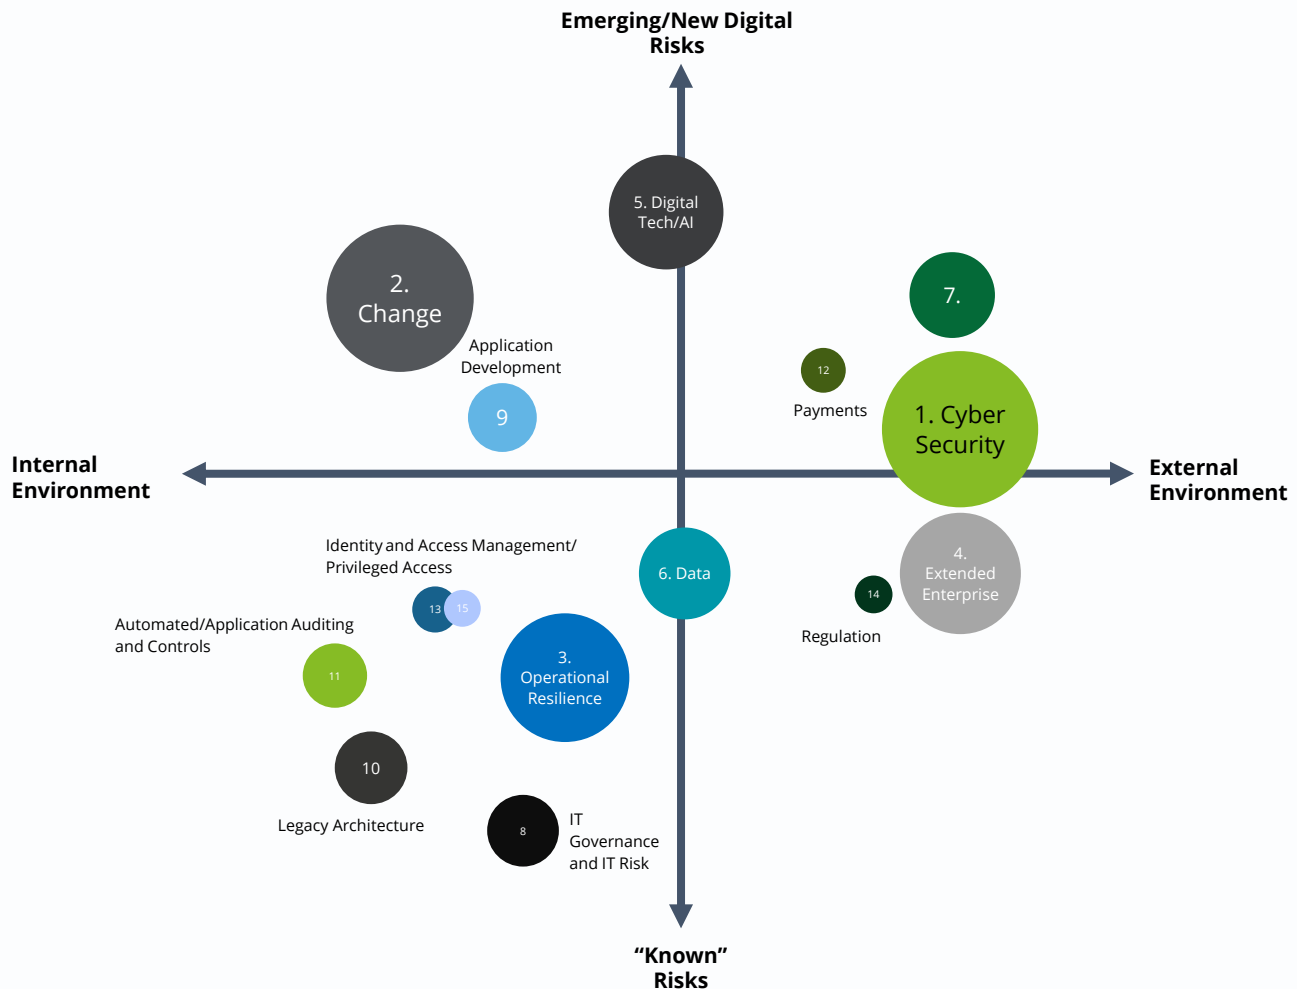 Emerging/New Digital
Risks
5. Digital
Tech/AI
2.
Change
7.
Application
Development
12
Payments
9
1. Cyber
Security
Internal
Environment
External
Environment
Identity and Access Management/
Privileged Access
6. Data
4.
Extended
Enterprise
13
15
14
Automated/Application Auditing
and Controls
Regulation
3.
Operational
Resilience
11
10
Legacy Architecture
8
IT
Governance
and IT Risk
“Known”
Risks